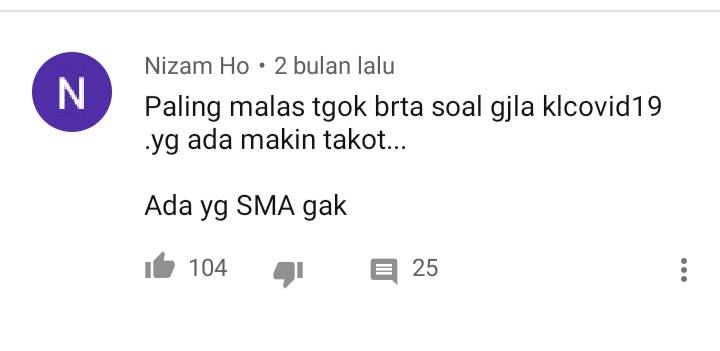 N
Nizam Ho • 2 bulan lalu
Paling malas tgok brta soal gjla klcovid19
.yg ada makin takot...
Ada yg SMA gak
104 25